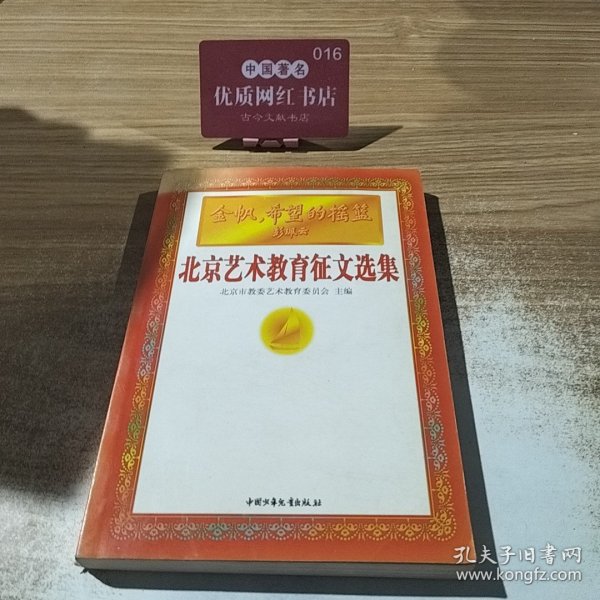 016
中国著名
优质网红书店
古今文献书店
金帆，希望的摇篮
彭珮云
北京艺术教育征文选集
北京市教委艺术教育委员会 主编
中国少年儿童出版社
孔夫子旧书网
www.kongfz.com